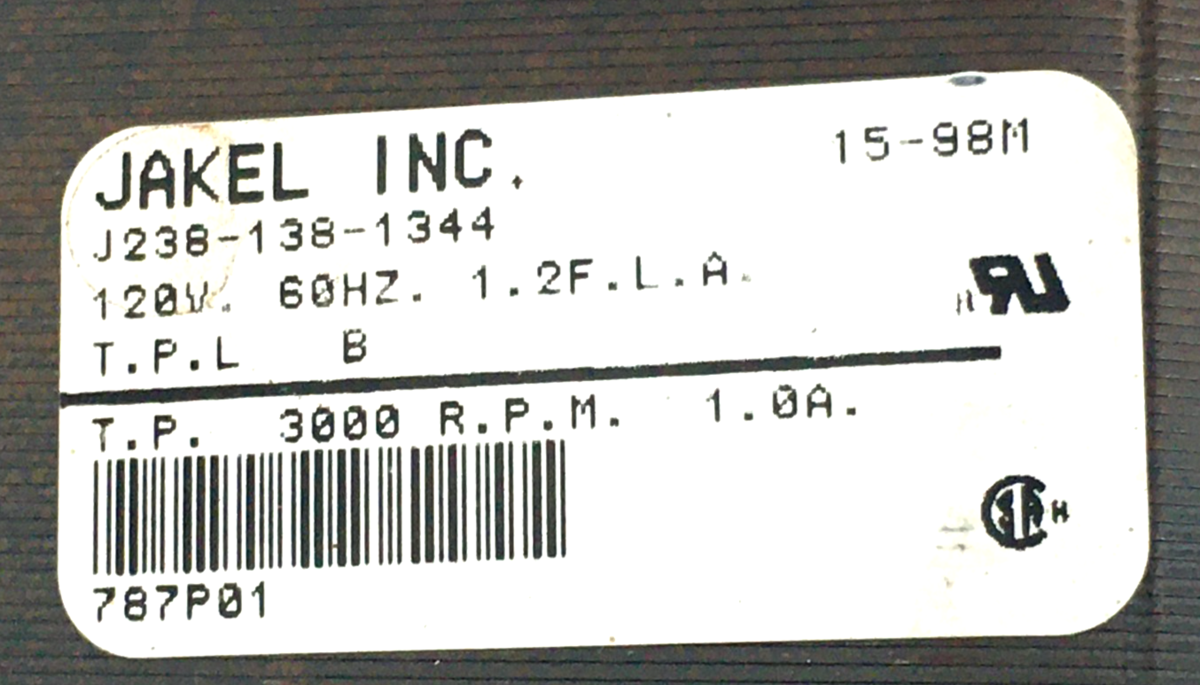 JAKEL INC.
15-98M
J238-138-1344
120V. 60HZ. 1.2F.L.A.
T.P.L B
T.P. 3000 R.P.M. 1.0A.
787P01